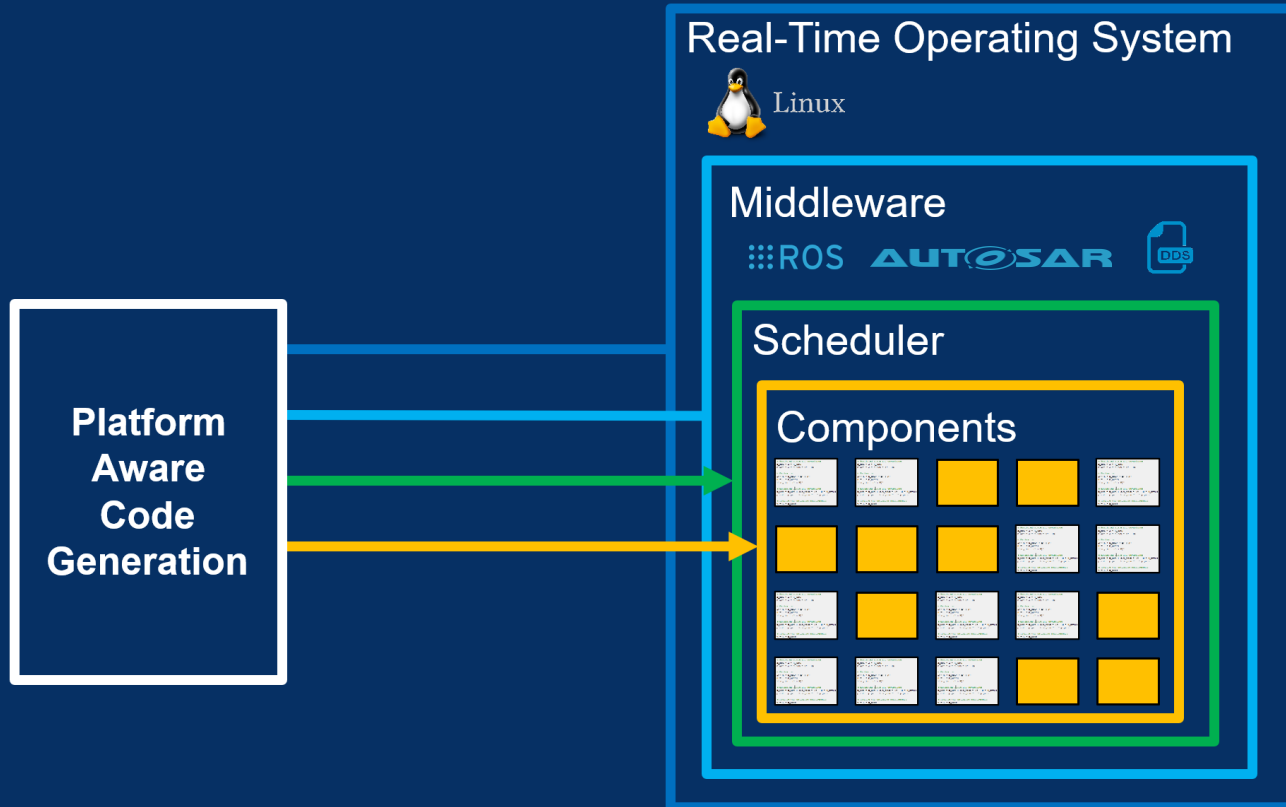 Real-Time Operating System
Linux
Middleware
ROS AUTOSAR DDS
Scheduler
Components
Platform
Aware
Code
Generation